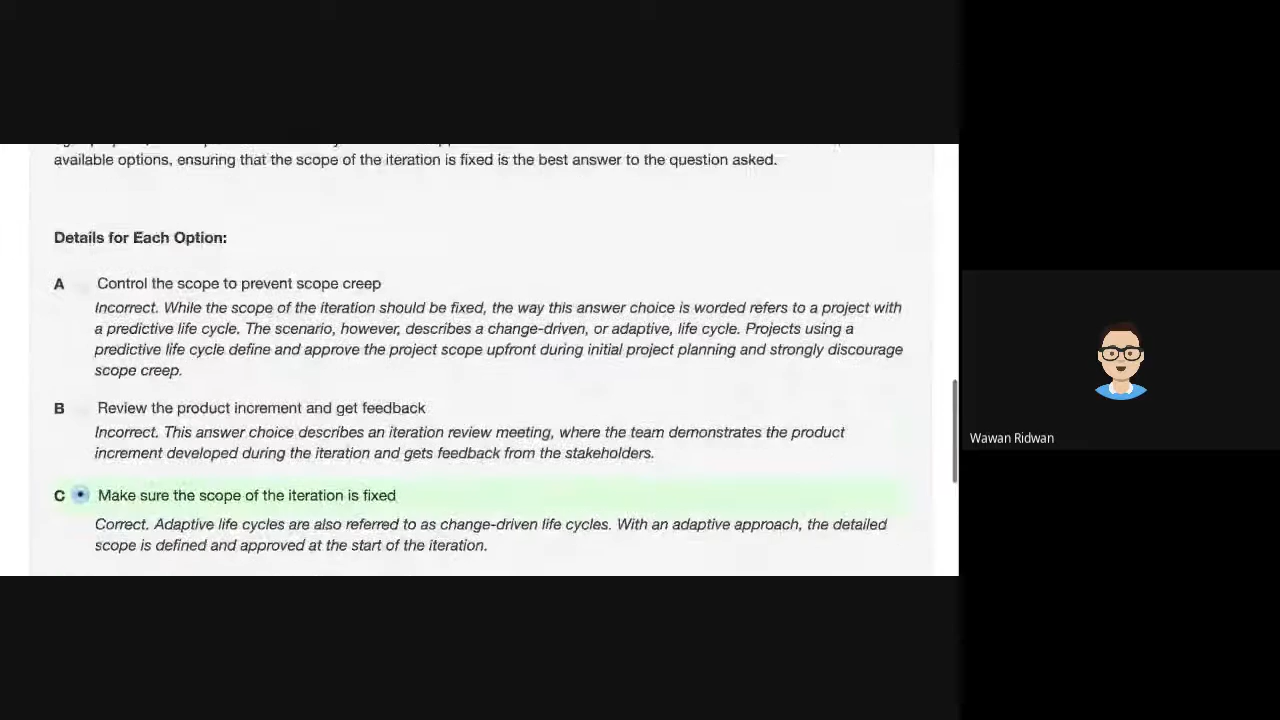 available options, ensuring that the scope of the iteration is fixed is the best answer to the question asked.
Details for Each Option:
A Control the scope to prevent scope creep
Incorrect. While the scope of the iteration should be fixed, the way this answer choice is worded refers to a project with
a predictive life cycle. The scenario, however, describes a change-driven, or adaptive, life cycle. Projects using a
predictive life cycle define and approve the project scope upfront during initial project planning and strongly discourage
scope creep.
B Review the product increment and get feedback
Incorrect. This answer choice describes an iteration review meeting, where the team demonstrates the product
increment developed during the iteration and gets feedback from the stakeholders.
Wawan Ridwan
C Make sure the scope of the iteration is fixed
Correct. Adaptive life cycles are also referred to as change-driven life cycles. With an adaptive approach, the detailed
scope is defined and approved at the start of the iteration.